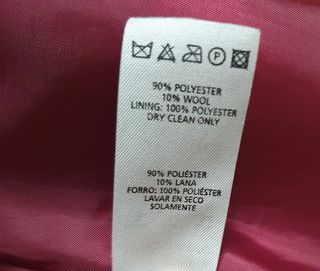 P
90% POLYESTER
10% WOOL
LINING: 100% POLYESTER
DRY CLEAN ONLY
90% POLIÉSTER
10% LANA
FORRO: 100% POLIÉSTER
LAVAR EN SECO
SOLAMENTE